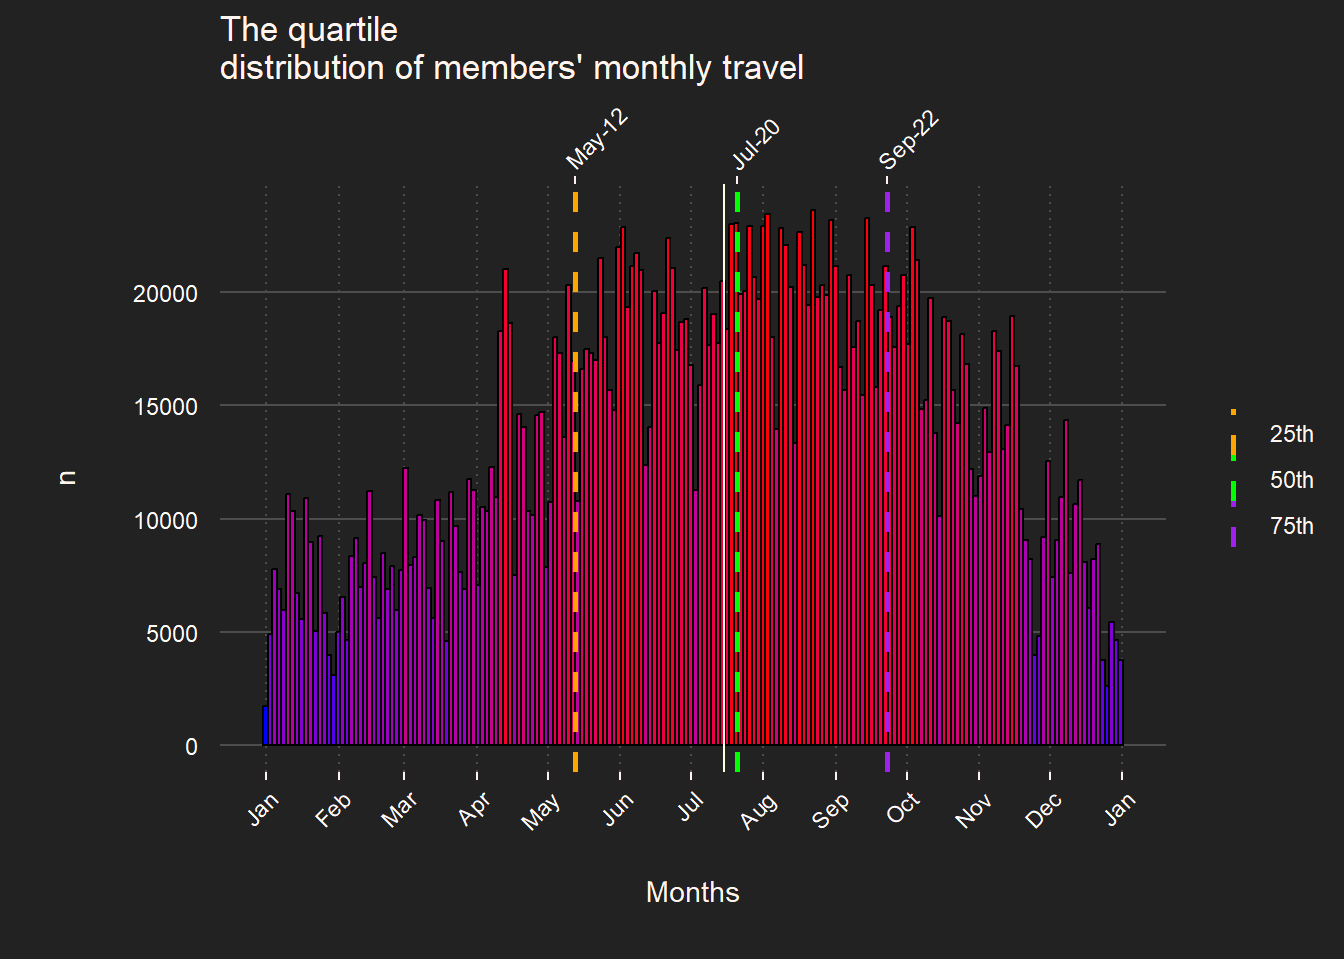 The quartile
distribution of members' monthly travel
May-12
Jul-20
Sep-22
20000
15000
10000
5000
0
n
25th
50th
75th
Jan
Feb
Mar
Apr
May
Jun
Jul
Aug
Sep
Oct
Nov
Dec
Jan
Months